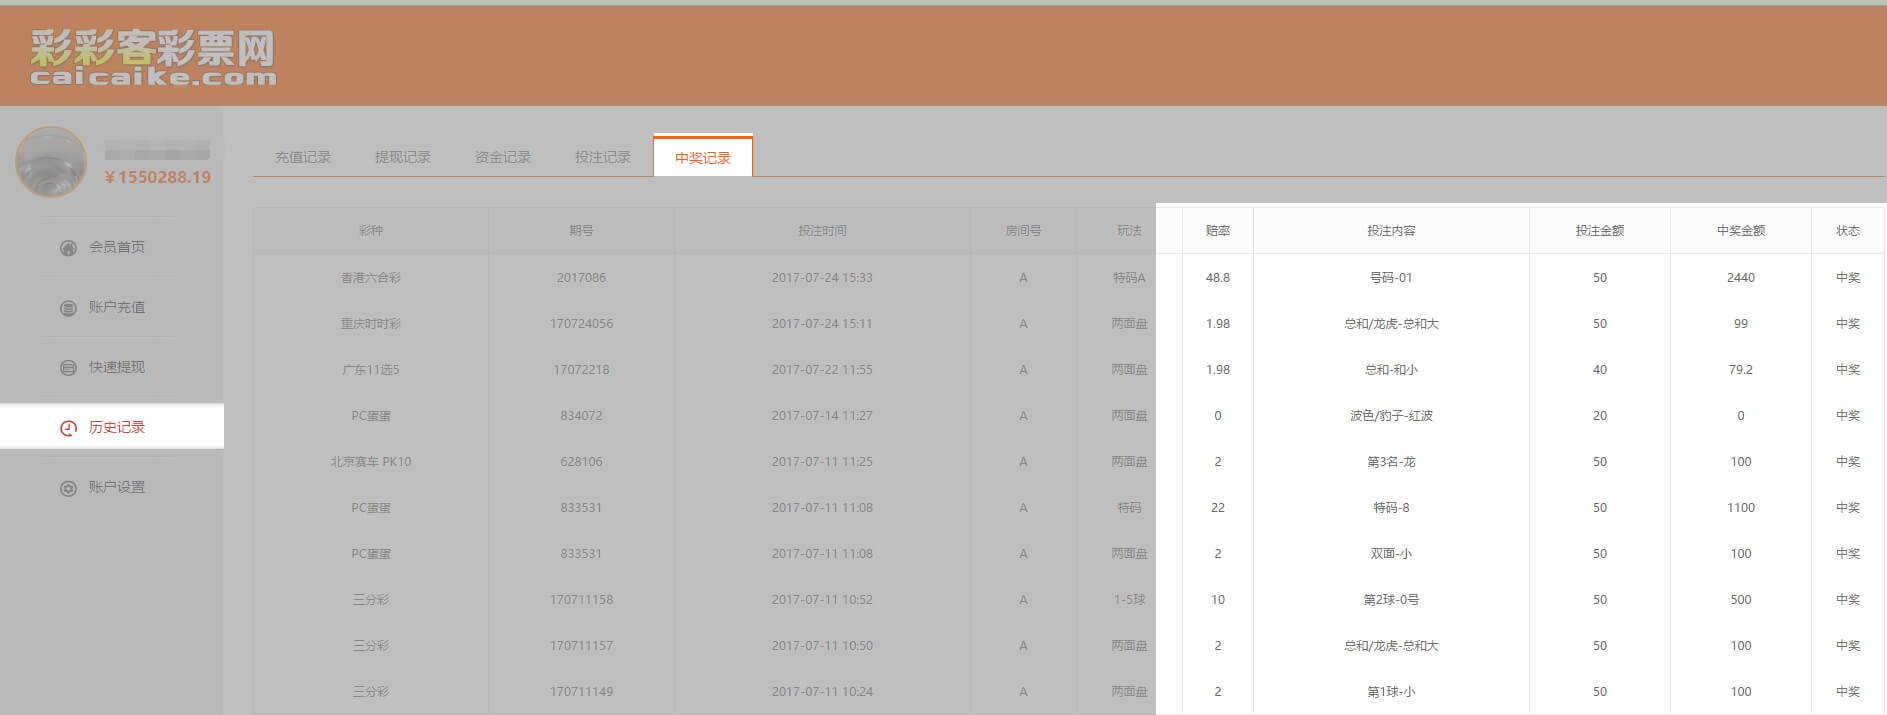 彩彩客彩票网
caicaike.com
￥1550288.19
会员首页
账户充值
快速提现
历史记录
账户设置
充值记录 提现记录 资金记录 投注记录 中奖记录
彩种 期号 投注时间 房间号 玩法 赔率 投注内容 投注金额 中奖金额 状态
香港六合彩 2017086 2017-07-24 15:33 A 特码A 48.8 号码-01 50 2440 中奖
重庆时时彩 170724056 2017-07-24 15:11 A 两面盘 1.98 总和/龙虎-总和大 50 99 中奖
广东11选5 17072218 2017-07-22 11:55 A 两面盘 1.98 总和-和小 40 79.2 中奖
PC蛋蛋 834072 2017-07-14 11:27 A 两面盘 0 波色/豹子-红波 20 0 中奖
北京赛车 PK10 628106 2017-07-11 11:25 A 两面盘 2 第3名-龙 50 100 中奖
PC蛋蛋 833531 2017-07-11 11:08 A 特码 22 特码-8 50 1100 中奖
PC蛋蛋 833531 2017-07-11 11:08 A 两面盘 2 双面-小 50 100 中奖
三分彩 170711158 2017-07-11 10:52 A 1-5球 10 第2球-0号 50 500 中奖
三分彩 170711157 2017-07-11 10:50 A 两面盘 2 总和/龙虎-总和大 50 100 中奖
三分彩 170711149 2017-07-11 10:24 A 两面盘 2 第1球-小 50 100 中奖